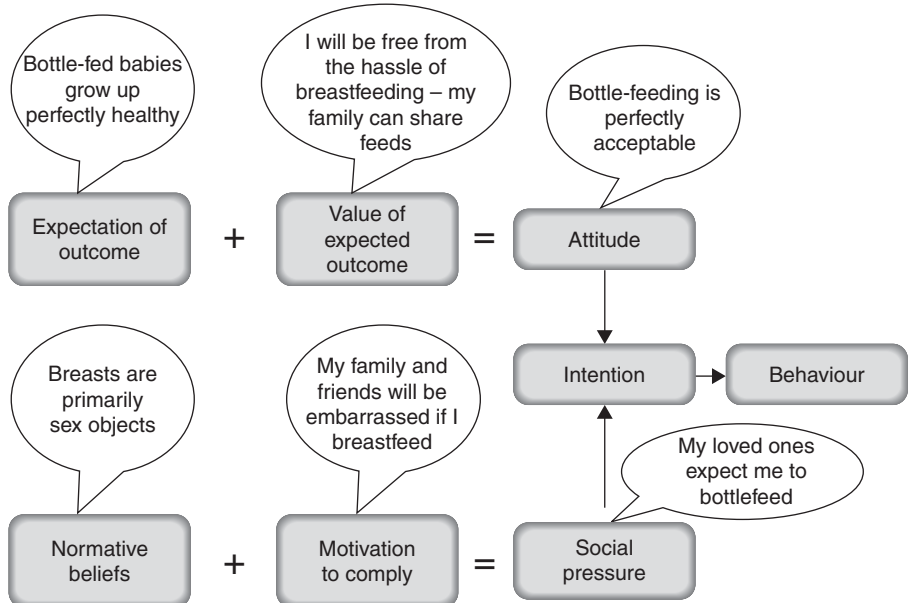 Bottle-fed babies
grow up
perfectly healthy
I will be free from
the hassle of
breastfeeding – my
family can share
feeds
Bottle-feeding is
perfectly
acceptable
Expectation of
outcome
+
Value of
expected
outcome
=
Attitude
Breasts are
primarily
sex objects
My family and
friends will be
embarrassed if I
breastfeed
Intention
Behaviour
My loved ones
expect me to
bottlefeed
Normative
beliefs
+
Motivation
to comply
=
Social
pressure